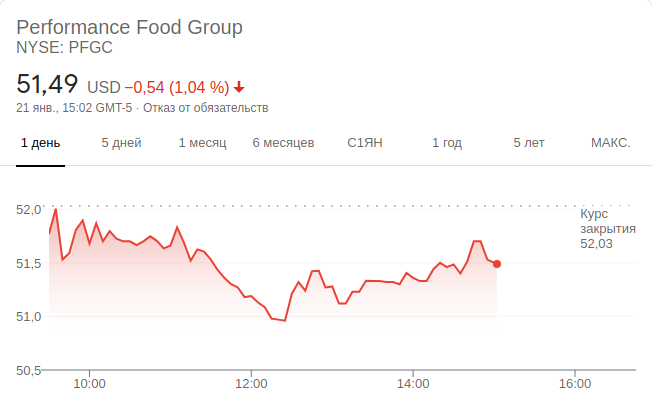 Performance Food Group
NYSE: PFGC
51,49 USD −0,54 (1,04 %)
21 янв., 15:02 GMT-5 · Отказ от обязательств
1 день 5 дней 1 месяц 6 месяцев С1ЯН 1 год 5 лет МАКС.
52,0
Курс
закрытия
52,03
51,5
51,0
50,5
10:00 12:00 14:00 16:00